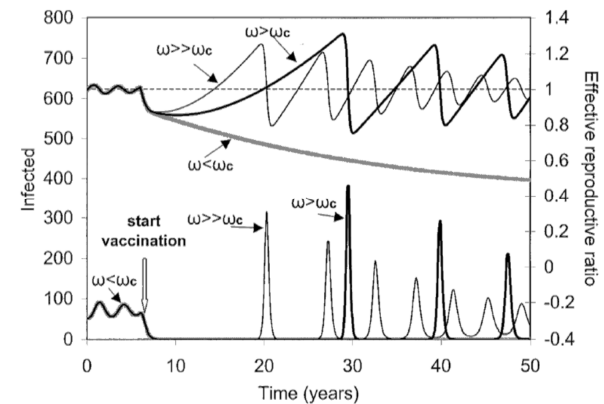 800
700
600
500
400
300
200
100
0
Infected
1.4
1.2
1
0.8
0.6
0.4
0.2
0
-0.2
-0.4
Effective reproductive ratio
ω>>ωc
ω>ωc
ω<ωc
ω>>ωc
ω>ωc
start
vaccination
ω<ωc
0 10 20 30 40 50
Time (years)